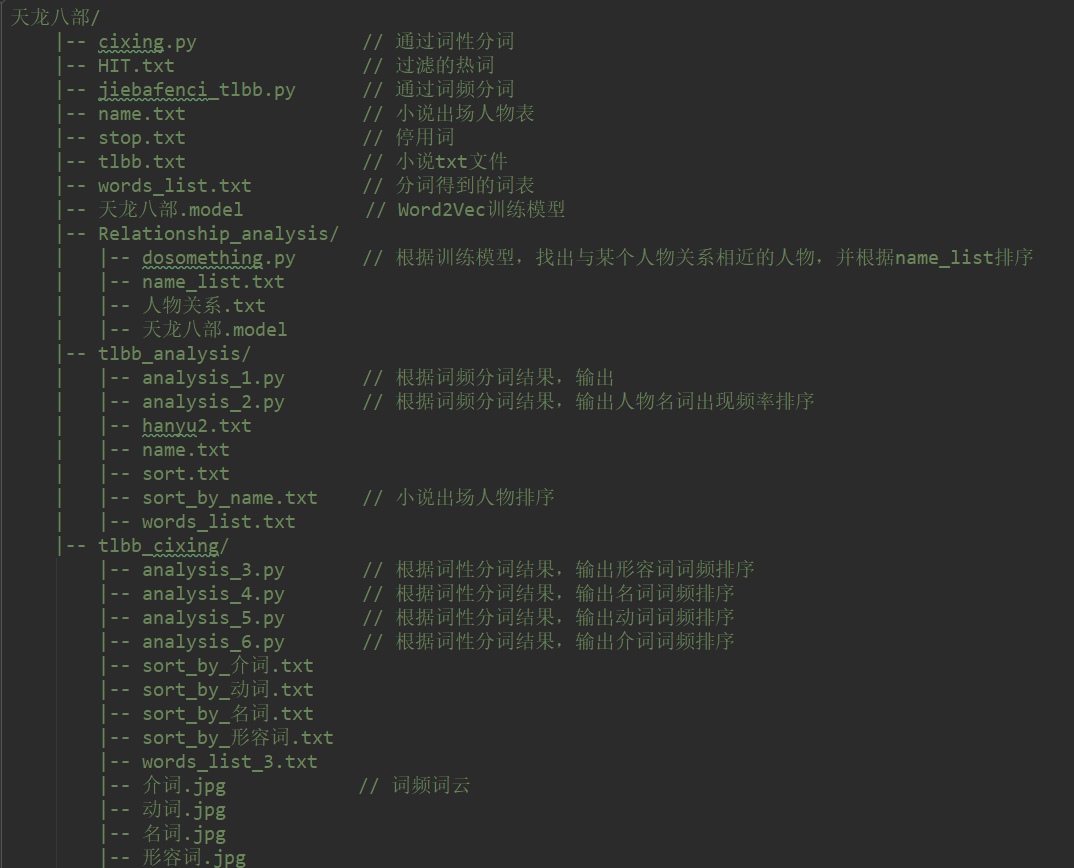 天龙八部/
|-- cixing.py // 通过词性分词
|-- HIT.txt // 过滤的热词
|-- jiebafenci_tlbb.py // 通过词频分词
|-- name.txt // 小说出场人物表
|-- stop.txt // 停用词
|-- tlbb.txt // 小说txt文件
|-- words_list.txt // 分词得到的词表
|-- 天龙八部.model // Word2Vec训练模型
|-- Relationship_analysis/
| |-- dosomething.py // 根据训练模型，找出与某个人物关系相近的人物，并根据name_list排序
| |-- name_list.txt
| |-- 人物关系.txt
| |-- 天龙八部.model
|-- tlbb_analysis/
| |-- analysis_1.py // 根据词频分词结果，输出
| |-- analysis_2.py // 根据词频分词结果，输出人物名词出现频率排序
| |-- hanyu2.txt
| |-- name.txt
| |-- sort.txt
| |-- sort_by_name.txt // 小说出场人物排序
| |-- words_list.txt
|-- tlbb_cixing/
|-- analysis_3.py // 根据词性分词结果，输出形容词词频排序
|-- analysis_4.py // 根据词性分词结果，输出名词词频排序
|-- analysis_5.py // 根据词性分词结果，输出动词词频排序
|-- analysis_6.py // 根据词性分词结果，输出介词词频排序
|-- sort_by_介词.txt
|-- sort_by_动词.txt
|-- sort_by_名词.txt
|-- sort_by_形容词.txt
|-- words_list_3.txt
|-- 介词.jpg // 词频词云
|-- 动词.jpg
|-- 名词.jpg
|-- 形容词.jpg